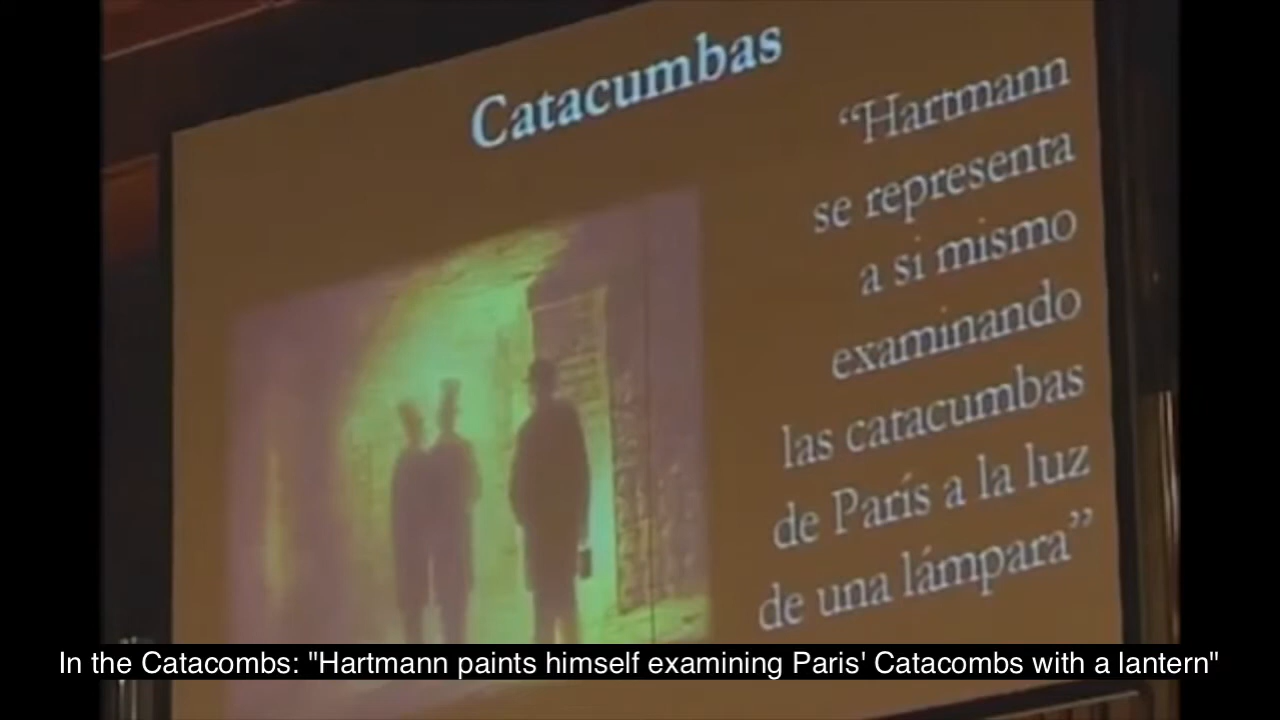 Catacumbas
“Hartmann
se representa
a si mismo
examinando
las catacumbas
de París a la luz
de una lámpara”
In the Catacombs: "Hartmann paints himself examining Paris' Catacombs with a lantern"